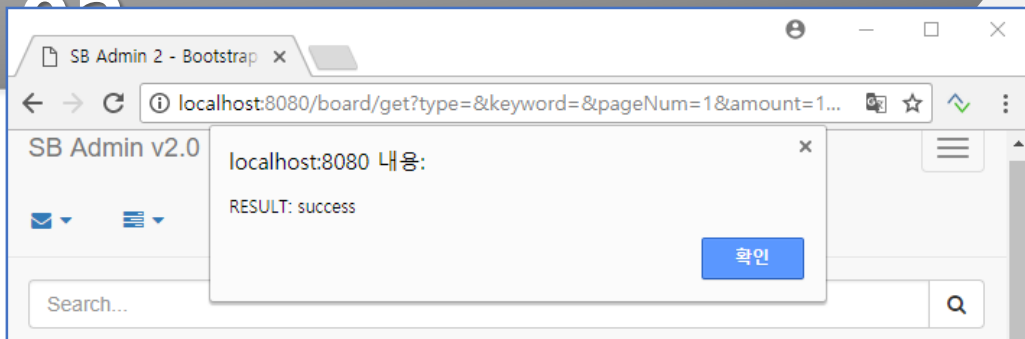 SB Admin 2 - Bootstrap
localhost:8080/board/get?type=&keyword=&pageNum=1&amount=1...
SB Admin v2.0
localhost:8080 내용:
RESULT: success
확인
Search...